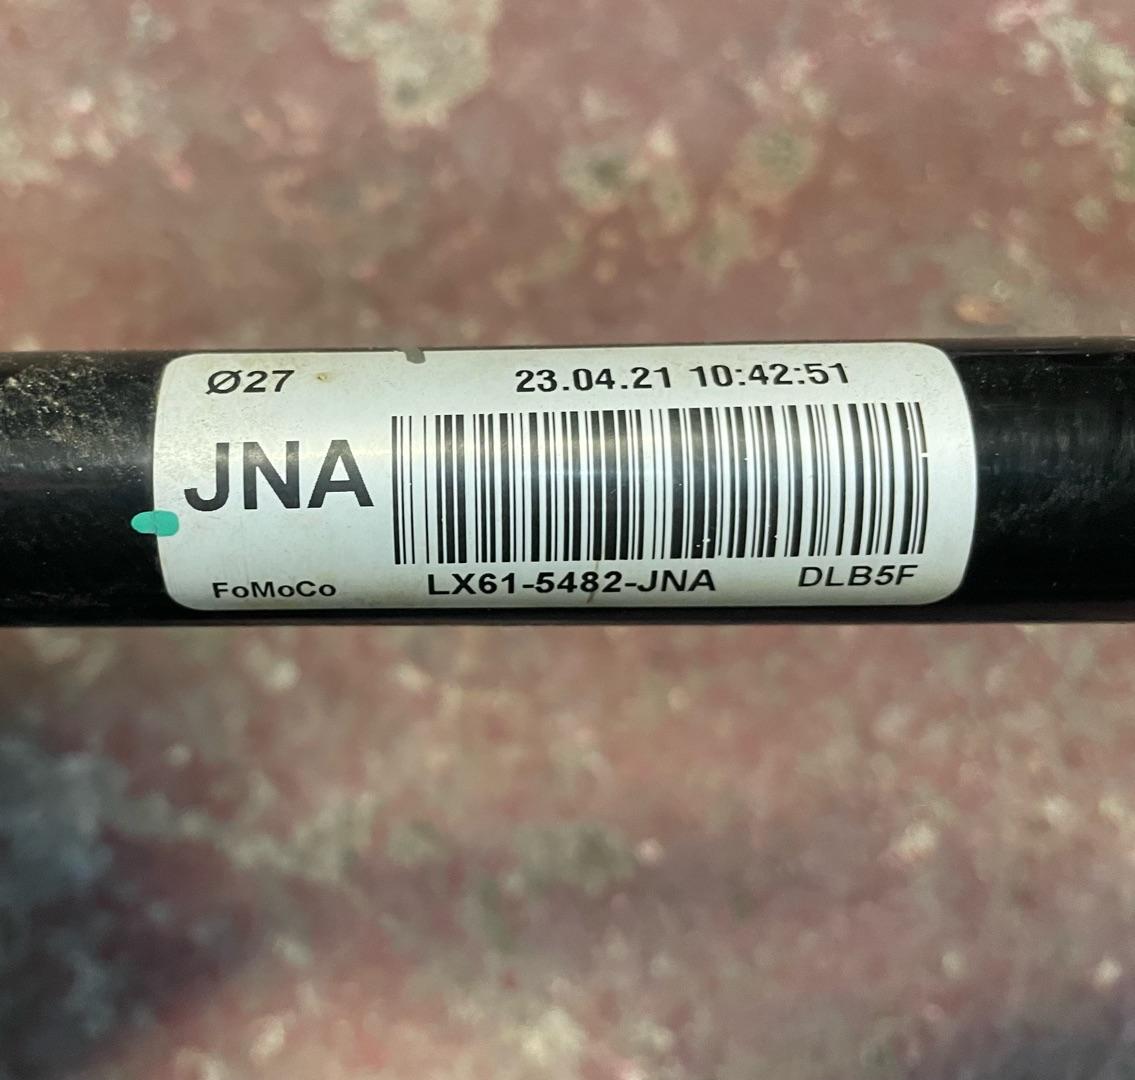 Ø27 23.04.21 10:42:51
JNA
FoMoCo LX61-5482-JNA DLB5F